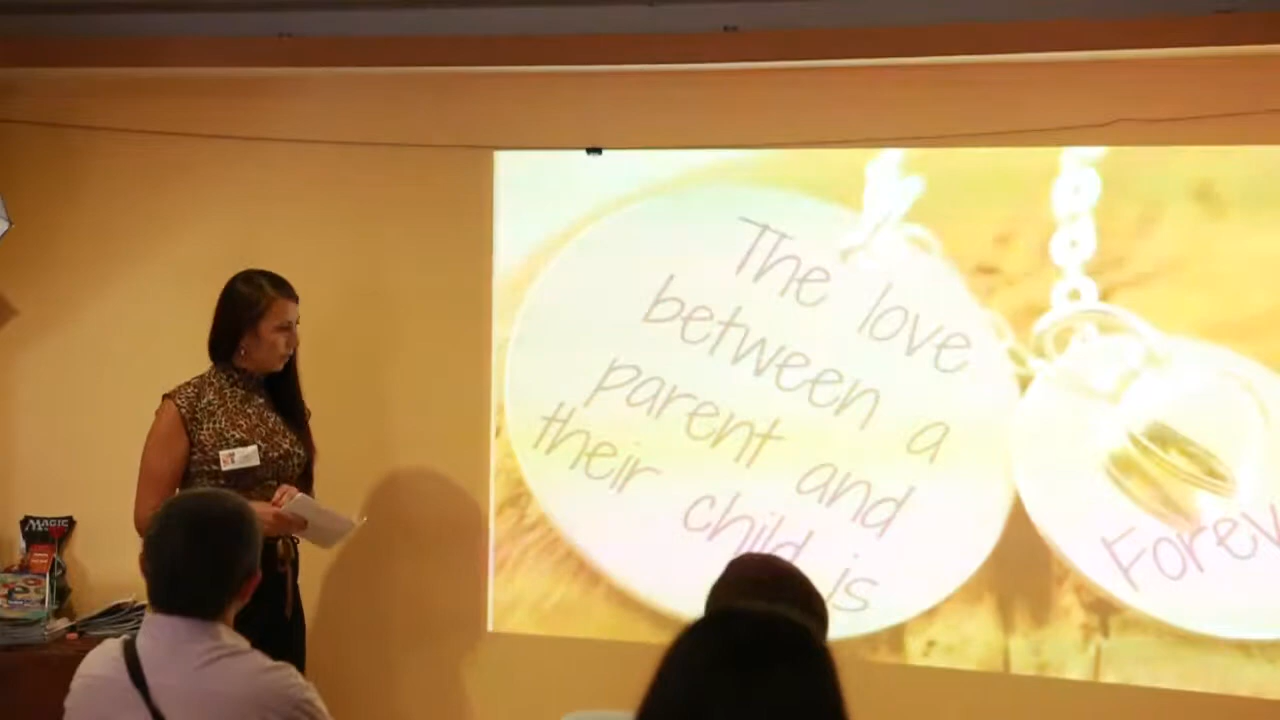 The love
between a
parent and
their child is
Forev
MAGIC